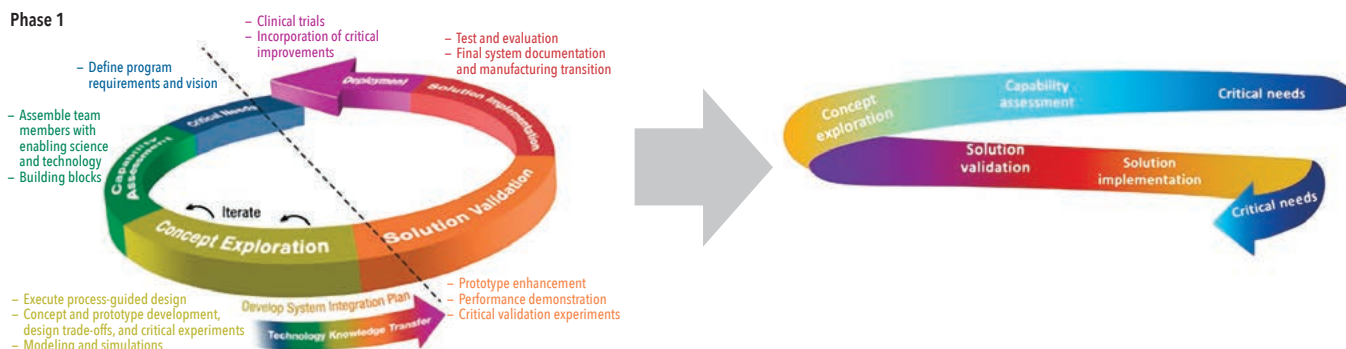 Phase 1
– Clinical trials
– Incorporation of critical
improvements
– Test and evaluation
– Final system documentation
and manufacturing transition
– Define program
requirements and vision
– Assemble team
members with
enabling science
and technology
– Building blocks
Critical Needs
Deployment
Solution Implementation
Capability
Assessment
Iterate
Concept Exploration
Solution Validation
– Execute process-guided design
– Concept and prototype development,
design trade-offs, and critical experiments
– Modeling and simulations
Develop System Integration Plan
Technology Knowledge Transfer
– Prototype enhancement
– Performance demonstration
– Critical validation experiments
Concept
exploration
Capability
assessment
Critical needs
Solution
validation
Solution
implementation
Critical needs